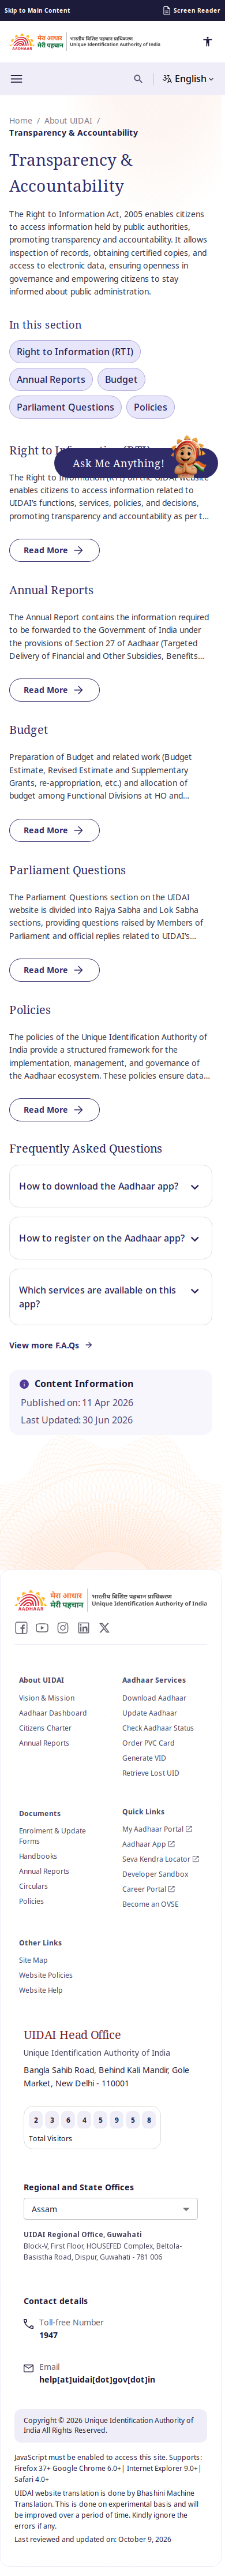 Skip to Main Content
Screen Reader
AADHAAR
मेरा आधार
मेरी पहचान
भारतीय विशिष्ट पहचान प्राधिकरण
Unique Identification Authority of India
English
Home / About UIDAI /
Transparency & Accountability
Transparency &
Accountability
The Right to Information Act, 2005 enables citizens
to access information held by public authorities,
promoting transparency and accountability. It allows
inspection of records, obtaining certified copies, and
access to electronic data, ensuring openness in
governance and empowering citizens to stay
informed about public administration.
In this section
Right to Information (RTI)
Annual Reports
Budget
Parliament Questions
Policies
Right to
Ask Me Anything!
The Right to Information (RTI) on the UIDAI website
enables citizens to access information related to
UIDAI's functions, services, policies, and decisions,
promoting transparency and accountability as per t...
Read More
Annual Reports
The Annual Report contains the information required
to be forwarded to the Government of India under
the provisions of Section 27 of Aadhaar (Targeted
Delivery of Financial and Other Subsidies, Benefits...
Read More
Budget
Preparation of Budget and related work (Budget
Estimate, Revised Estimate and Supplementary
Grants, re-appropriation, etc.) and allocation of
budget among Functional Divisions at HO and...
Read More
Parliament Questions
The Parliament Questions section on the UIDAI
website is divided into Rajya Sabha and Lok Sabha
sections, providing questions raised by Members of
Parliament and official replies related to UIDAI's...
Read More
Policies
The policies of the Unique Identification Authority of
India provide a structured framework for the
implementation, management, and governance of
the Aadhaar ecosystem. These policies ensure data...
Read More
Frequently Asked Questions
How to download the Aadhaar app?
How to register on the Aadhaar app?
Which services are available on this
app?
View more F.A.Qs
Content Information
Published on: 11 Apr 2026
Last Updated: 30 Jun 2026
AADHAAR
मेरा आधार
मेरी पहचान
भारतीय विशिष्ट पहचान प्राधिकरण
Unique Identification Authority of India
About UIDAI
Vision & Mission
Aadhaar Dashboard
Citizens Charter
Annual Reports
Aadhaar Services
Download Aadhaar
Update Aadhaar
Check Aadhaar Status
Order PVC Card
Generate VID
Retrieve Lost UID
Documents
Enrolment & Update
Forms
Handbooks
Annual Reports
Circulars
Policies
Quick Links
My Aadhaar Portal
Aadhaar App
Seva Kendra Locator
Developer Sandbox
Career Portal
Become an OVSE
Other Links
Site Map
Website Policies
Website Help
UIDAI Head Office
Unique Identification Authority of India
Bangla Sahib Road, Behind Kali Mandir, Gole
Market, New Delhi - 110001
2 3 6 4 5 9 5 8
Total Visitors
Regional and State Offices
Assam
UIDAI Regional Office, Guwahati
Block-V, First Floor, HOUSEFED Complex, Beltola-
Basistha Road, Dispur, Guwahati - 781 006
Contact details
Toll-free Number
1947
Email
help[at]uidai[dot]gov[dot]in
Copyright © 2026 Unique Identification Authority of
India All Rights Reserved.
JavaScript must be enabled to access this site. Supports:
Firefox 37+ Google Chrome 6.0+| Internet Explorer 9.0+|
Safari 4.0+
UIDAI website translation is done by Bhashini Machine
Translation. This is done on experimental basis and will
be improved over a period of time. Kindly ignore the
errors if any.
Last reviewed and updated on: October 9, 2026